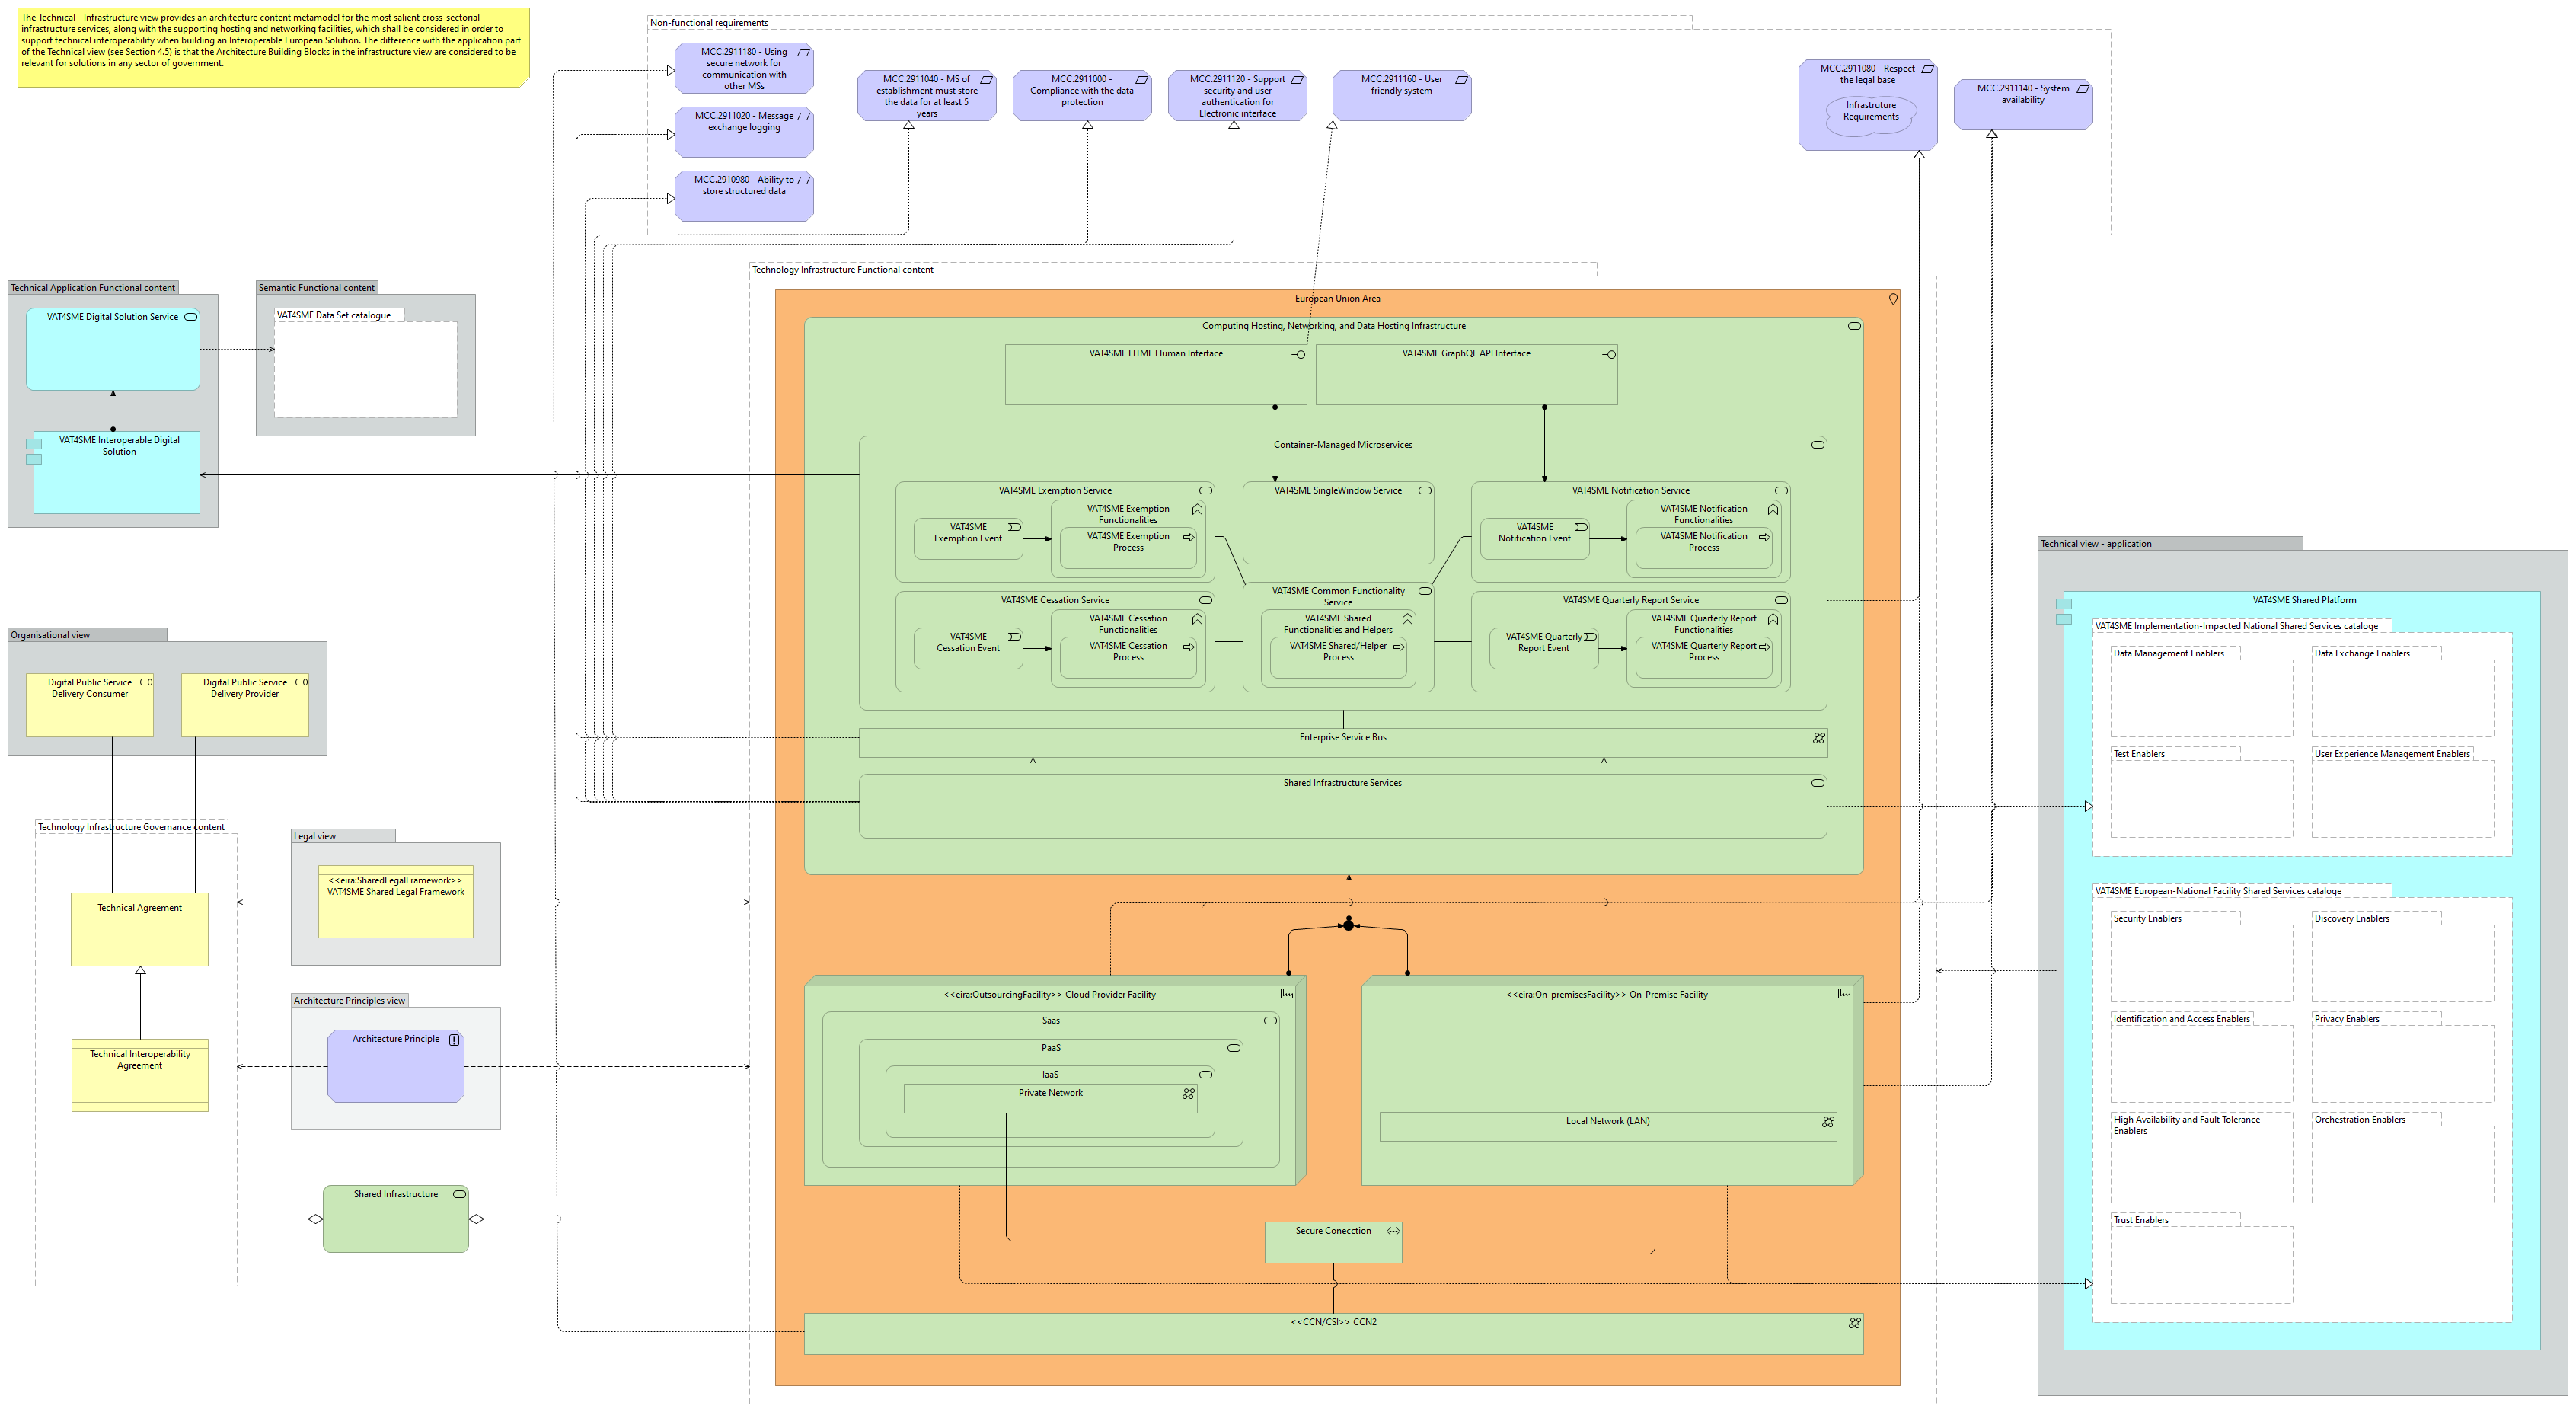 The Technical - Infrastructure view provides an architecture content metamodel for the most salient cross-sectorial
infrastructure services, along with the supporting hosting and networking facilities, which shall be considered in order to
support technical interoperability when building an Interoperable European Solution. The difference with the application part
of the Technical view (see Section 4.5) is that the Architecture Building Blocks in the infrastructure view are considered to be
relevant for solutions in any sector of government.
Non-functional requirements
MCC.2911180 - Using
secure network for
communication with
other MSs
MCC.2911020 - Message
exchange logging
MCC.2910980 - Ability to
store structured data
MCC.2911040 - MS of
establishment must store
the data for at least 5
years
MCC.2911000 -
Compliance with the data
protection
MCC.2911120 - Support
security and user
authentication for
Electronic interface
MCC.2911160 - User
friendly system
MCC.2911080 - Respect
the legal base
Infrastruture
Requirements
MCC.2911140 - System
availability
Technical Application Functional content
VAT4SME Digital Solution Service
VAT4SME Interoperable Digital
Solution
Semantic Functional content
VAT4SME Data Set catalogue
Technology Infrastructure Functional content
European Union Area
Computing Hosting, Networking, and Data Hosting Infrastructure
VAT4SME HTML Human Interface
VAT4SME GraphQL API Interface
Container-Managed Microservices
VAT4SME Exemption Service
VAT4SME
Exemption Event
VAT4SME Exemption
Functionalities
VAT4SME Exemption
Process
VAT4SME SingleWindow Service
VAT4SME Notification Service
VAT4SME
Notification Event
VAT4SME Notification
Functionalities
VAT4SME Notification
Process
VAT4SME Cessation Service
VAT4SME
Cessation Event
VAT4SME Cessation
Functionalities
VAT4SME Cessation
Process
VAT4SME Common Functionality
Service
VAT4SME Shared
Functionalities and Helpers
VAT4SME Shared/Helper
Process
VAT4SME Quarterly Report Service
VAT4SME Quarterly
Report Event
VAT4SME Quarterly Report
Functionalities
VAT4SME Quarterly Report
Process
Enterprise Service Bus
Shared Infrastructure Services
Organisational view
Digital Public Service
Delivery Consumer
Digital Public Service
Delivery Provider
Technology Infrastructure Governance content
Technical Agreement
Technical Interoperability
Agreement
Legal view
<<eira:SharedLegalFramework>>
VAT4SME Shared Legal Framework
Architecture Principles view
Architecture Principle
Shared Infrastructure
<<eira:OutsourcingFacility>> Cloud Provider Facility
Saas
PaaS
IaaS
Private Network
<<eira:On-premisesFacility>> On-Premise Facility
Local Network (LAN)
Secure Conecction
<<CCN/CSI>> CCN2
Technical view - application
VAT4SME Shared Platform
VAT4SME Implementation-Impacted National Shared Services cataloge
Data Management Enablers
Data Exchange Enablers
Test Enablers
User Experience Management Enablers
VAT4SME European-National Facility Shared Services cataloge
Security Enablers
Discovery Enablers
Identification and Access Enablers
Privacy Enablers
High Availability and Fault Tolerance
Enablers
Orchestration Enablers
Trust Enablers